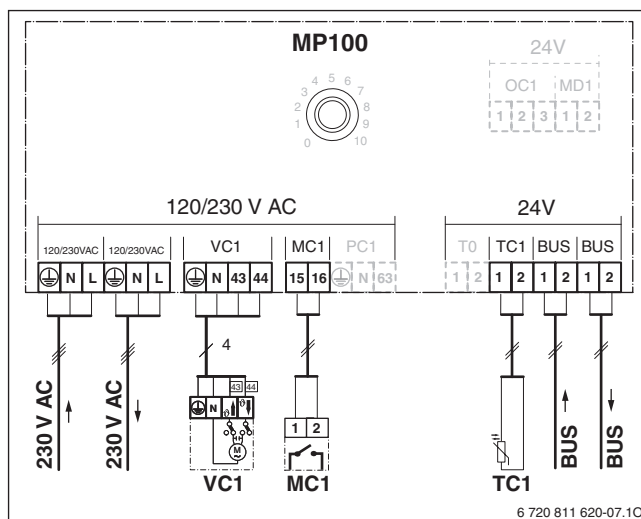 MP100
24V
OC1 MD1
1 2 3 1 2
0 1 2 3 4 5 6 7 8 9 10
120/230 V AC
24V
120/230VAC 120/230VAC VC1 MC1 PC1 T0 TC1 BUS BUS
N L N L N 43 44 15 16 N 63 1 2 1 2 1 2 1 2
4
43 44
N ϑ ϑ
1 2
M
~
230 V AC 230 V AC VC1 MC1 TC1 BUS BUS
6 720 811 620-07.1O